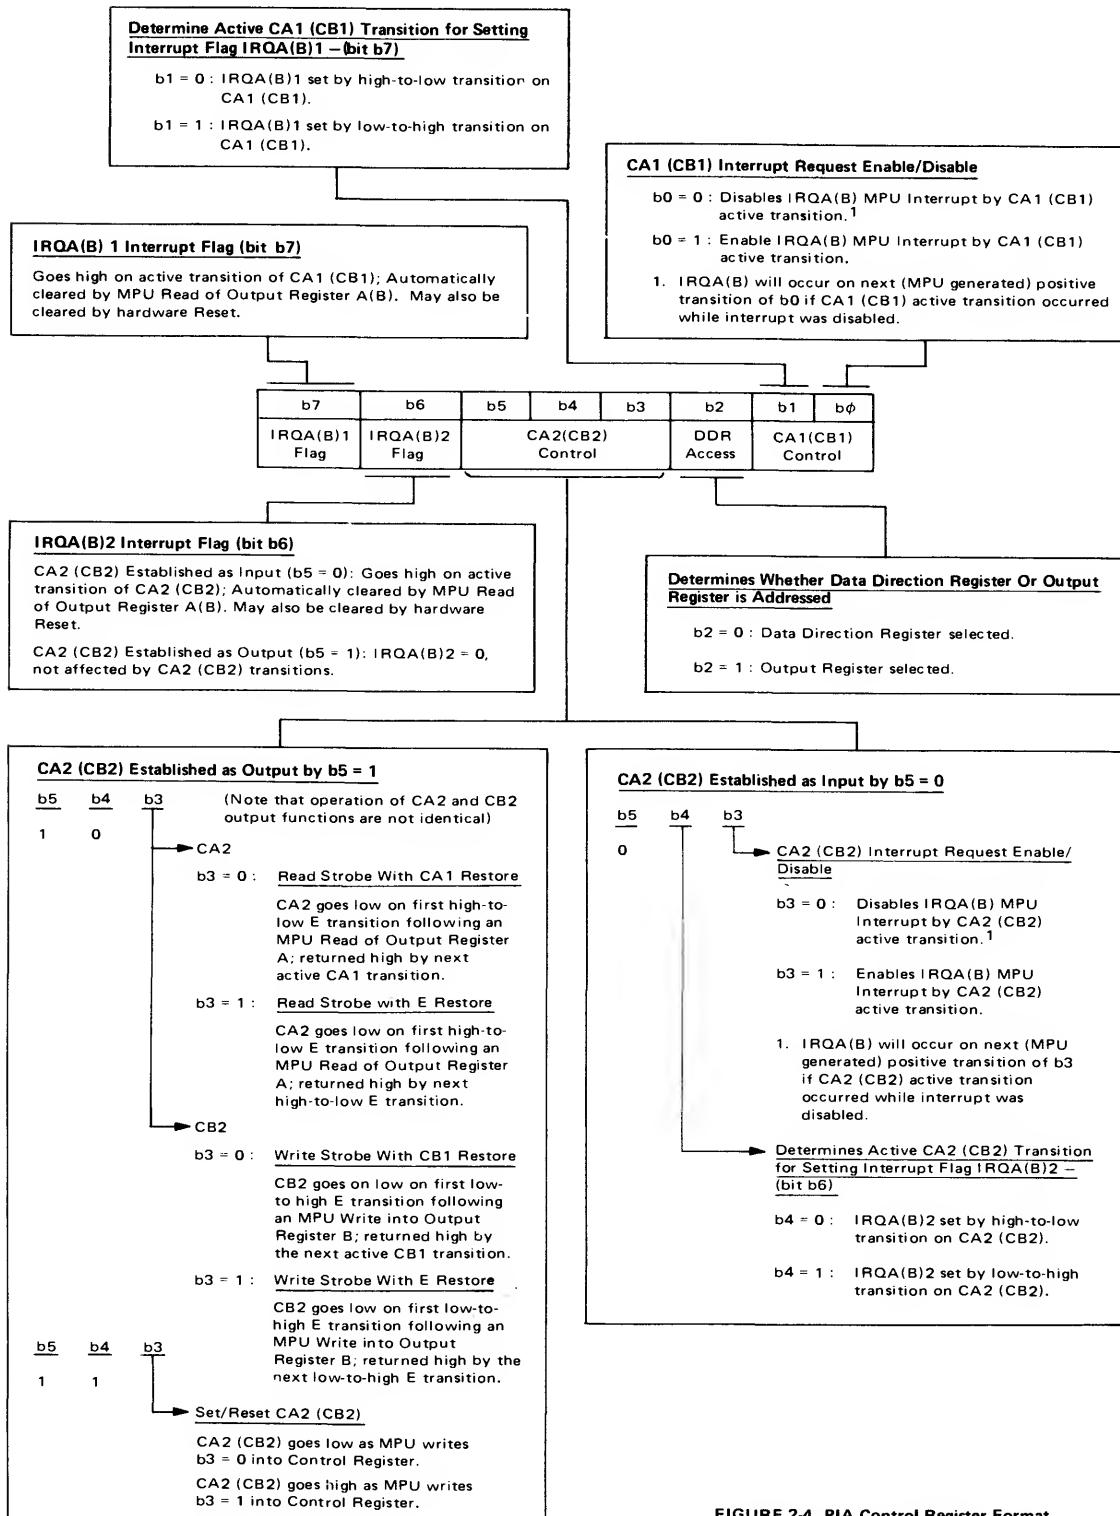 Determine Active CA1 (CB1) Transition for Setting
Interrupt Flag IRQA(B)1 – (bit b7)
b1 = 0 : IRQA(B)1 set by high-to-low transition on
CA1 (CB1).
b1 = 1 : IRQA(B)1 set by low-to-high transition on
CA1 (CB1).
CA1 (CB1) Interrupt Request Enable/Disable
b0 = 0 : Disables IRQA(B) MPU Interrupt by CA1 (CB1)
active transition.1
b0 = 1 : Enable IRQA(B) MPU Interrupt by CA1 (CB1)
active transition.
1. IRQA(B) will occur on next (MPU generated) positive
transition of b0 if CA1 (CB1) active transition occurred
while interrupt was disabled.
IRQA(B) 1 Interrupt Flag (bit b7)
Goes high on active transition of CA1 (CB1); Automatically
cleared by MPU Read of Output Register A(B). May also be
cleared by hardware Reset.
b7 b6 b5 b4 b3 b2 b1 bϕ
IRQA(B)1 IRQA(B)2 CA2(CB2) DDR CA1(CB1)
Flag Flag Control Access Control
IRQA(B)2 Interrupt Flag (bit b6)
CA2 (CB2) Established as Input (b5 = 0): Goes high on active
transition of CA2 (CB2); Automatically cleared by MPU Read
of Output Register A(B). May also be cleared by hardware
Reset.
CA2 (CB2) Established as Output (b5 = 1): IRQA(B)2 = 0,
not affected by CA2 (CB2) transitions.
Determines Whether Data Direction Register Or Output
Register is Addressed
b2 = 0 : Data Direction Register selected.
b2 = 1 : Output Register selected.
CA2 (CB2) Established as Output by b5 = 1
b5 b4 b3 (Note that operation of CA2 and CB2
output functions are not identical)
1 0
CA2
b3 = 0 : Read Strobe With CA1 Restore
CA2 goes low on first high-to-
low E transition following an
MPU Read of Output Register
A; returned high by next
active CA1 transition.
b3 = 1 : Read Strobe with E Restore
CA2 goes low on first high-to-
low E transition following an
MPU Read of Output Register
A; returned high by next
high-to-low E transition.
CB2
b3 = 0 : Write Strobe With CB1 Restore
CB2 goes on low on first low-
to high E transition following
an MPU Write into Output
Register B; returned high by
the next active CB1 transition.
b3 = 1 : Write Strobe With E Restore
CB2 goes low on first low-to-
high E transition following an
MPU Write into Output
Register B; returned high by the
next low-to-high E transition.
b5 b4 b3
1 1
Set/Reset CA2 (CB2)
CA2 (CB2) goes low as MPU writes
b3 = 0 into Control Register.
CA2 (CB2) goes high as MPU writes
b3 = 1 into Control Register.
CA2 (CB2) Established as Input by b5 = 0
b5 b4 b3
0
CA2 (CB2) Interrupt Request Enable/
Disable
b3 = 0 : Disables IRQA(B) MPU
Interrupt by CA2 (CB2)
active transition.1
b3 = 1 : Enables IRQA(B) MPU
Interrupt by CA2 (CB2)
active transition.
1. IRQA(B) will occur on next (MPU
generated) positive transition of b3
if CA2 (CB2) active transition
occurred while interrupt was
disabled.
Determines Active CA2 (CB2) Transition
for Setting Interrupt Flag IRQA(B)2 –
(bit b6)
b4 = 0 : IRQA(B)2 set by high-to-low
transition on CA2 (CB2).
b4 = 1 : IRQA(B)2 set by low-to-high
transition on CA2 (CB2).
FIGURE 2-4 PIA Control Register Format